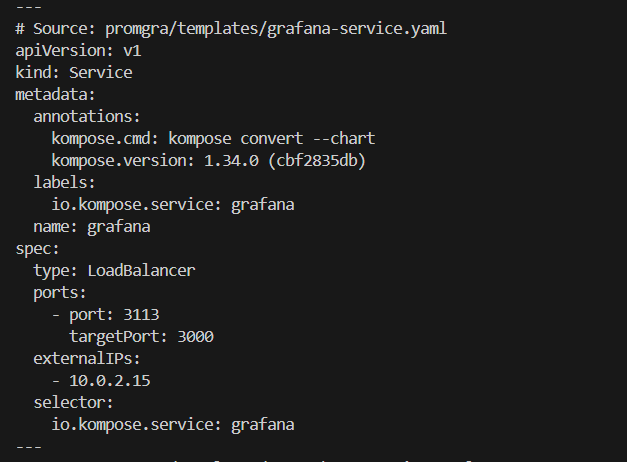 ---
# Source: promgra/templates/grafana-service.yaml
apiVersion: v1
kind: Service
metadata:
  annotations:
    kompose.cmd: kompose convert --chart
    kompose.version: 1.34.0 (cbf2835db)
  labels:
    io.kompose.service: grafana
  name: grafana
spec:
  type: LoadBalancer
  ports:
    - port: 3113
      targetPort: 3000
  externalIPs:
    - 10.0.2.15
  selector:
    io.kompose.service: grafana
---